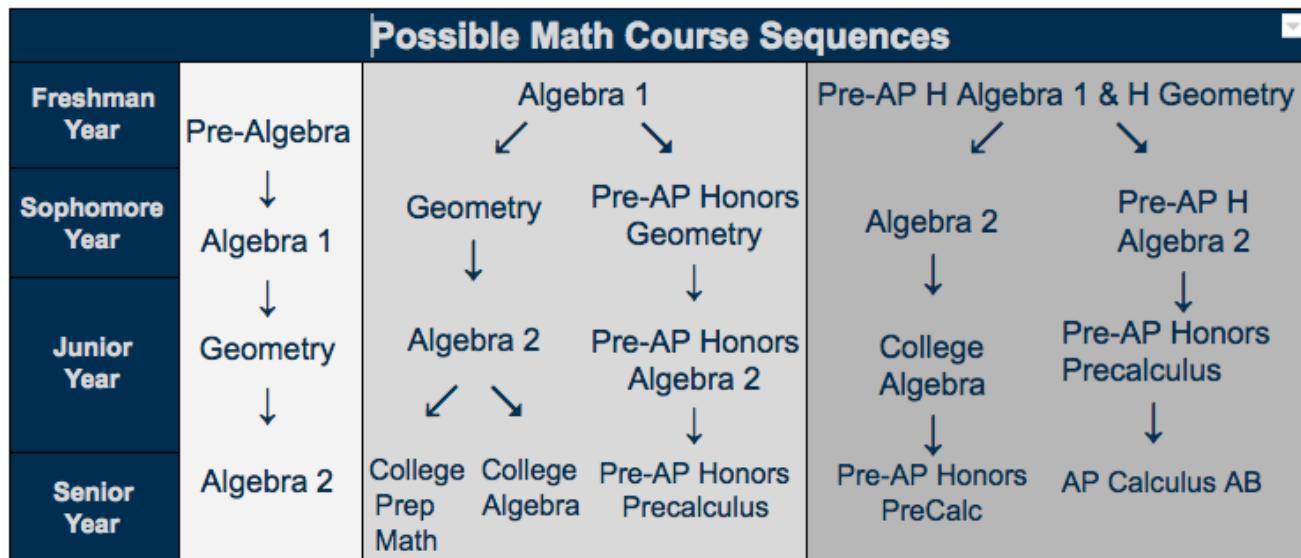 Possible Math Course Sequences
Freshman
Year
Pre-Algebra
Algebra 1
Pre-AP H Algebra 1 & H Geometry
Sophomore
Year
Algebra 1
Geometry
Pre-AP Honors
Geometry
Algebra 2
Pre-AP H
Algebra 2
Junior
Year
Geometry
Algebra 2
Pre-AP Honors
Algebra 2
College
Algebra
Pre-AP Honors
Precalculus
Senior
Year
Algebra 2
College
Prep
Math
College
Algebra
Pre-AP Honors
Precalculus
Pre-AP Honors
PreCalc
AP Calculus AB